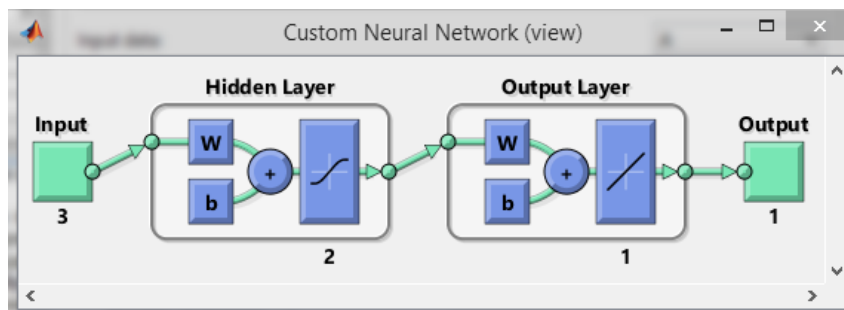 Custom Neural Network (view)
Hidden Layer
Output Layer
Input
Output
W
+
W
+
b
b
3
2
1
1